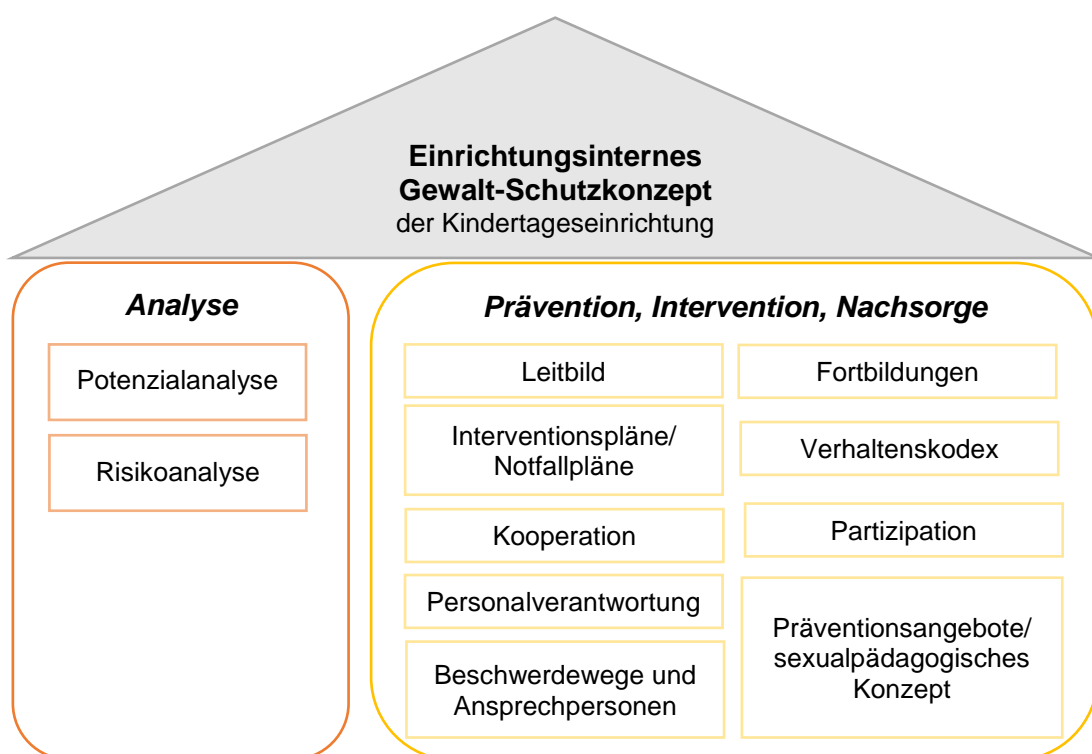 Einrichtungsinternes
Gewalt-Schutzkonzept
der Kindertageseinrichtung
Analyse
Potenzialanalyse
Risikoanalyse
Prävention, Intervention, Nachsorge
Leitbild
Interventionspläne/
Notfallpläne
Kooperation
Personalverantwortung
Beschwerdewege und
Ansprechpersonen
Fortbildungen
Verhaltenskodex
Partizipation
Präventionsangebote/
sexualpädagogisches
Konzept